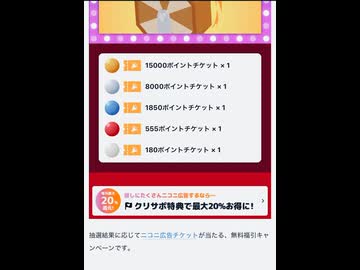 15000ポイントチケット × 1
8000ポイントチケット × 1
1850ポイントチケット × 1
555ポイントチケット × 1
180ポイントチケット × 1
推しにたくさんニコニ広告するなら…
20%
クリサポ特典で最大20%お得に!
抽選結果に応じてニコニ広告チケットが当たる、無料福引キャ
ンペーンです。